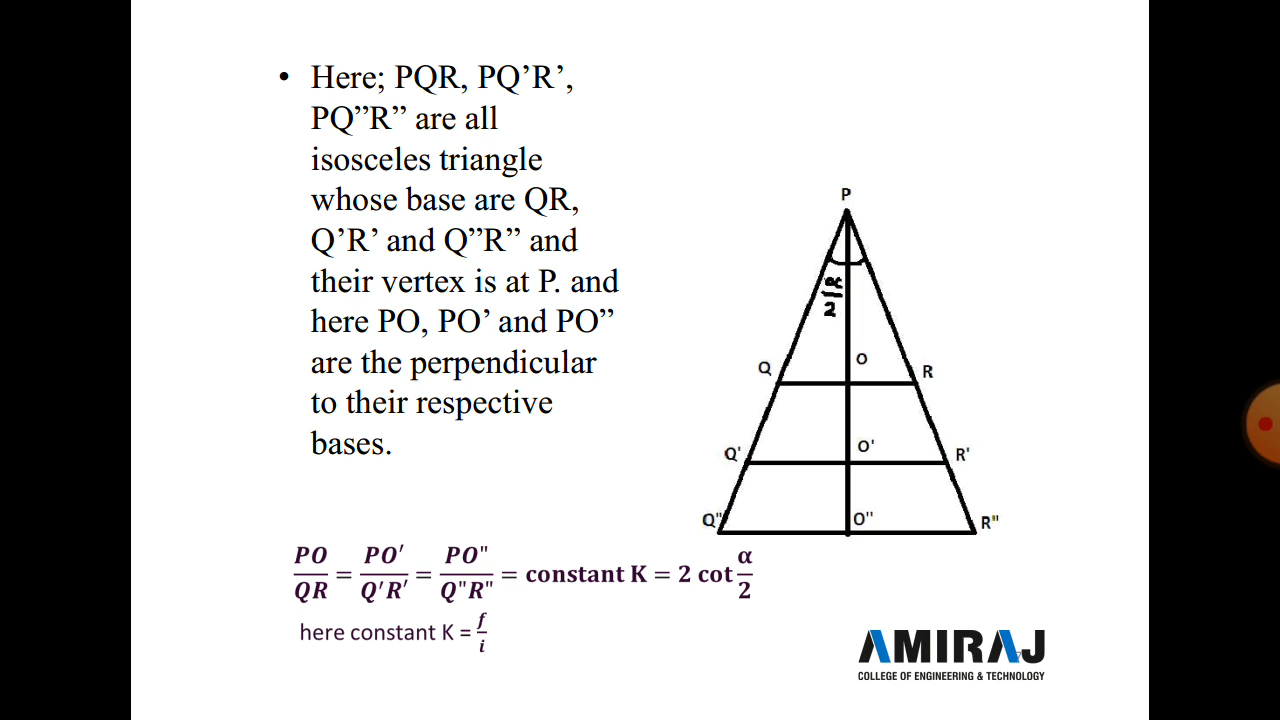 • Here; PQR, PQ’R’,
PQ”R” are all
isosceles triangle
whose base are QR,
Q’R’ and Q”R” and
their vertex is at P. and
here PO, PO’ and PO”
are the perpendicular
to their respective
bases.
P
α/2
Q O R
Q' O' R'
Q" O" R"
PO/QR = PO′/Q′R′ = PO"/Q"R" = constant K = 2 cot α/2
here constant K = f/i
AMIRAJ
COLLEGE OF ENGINEERING & TECHNOLOGY